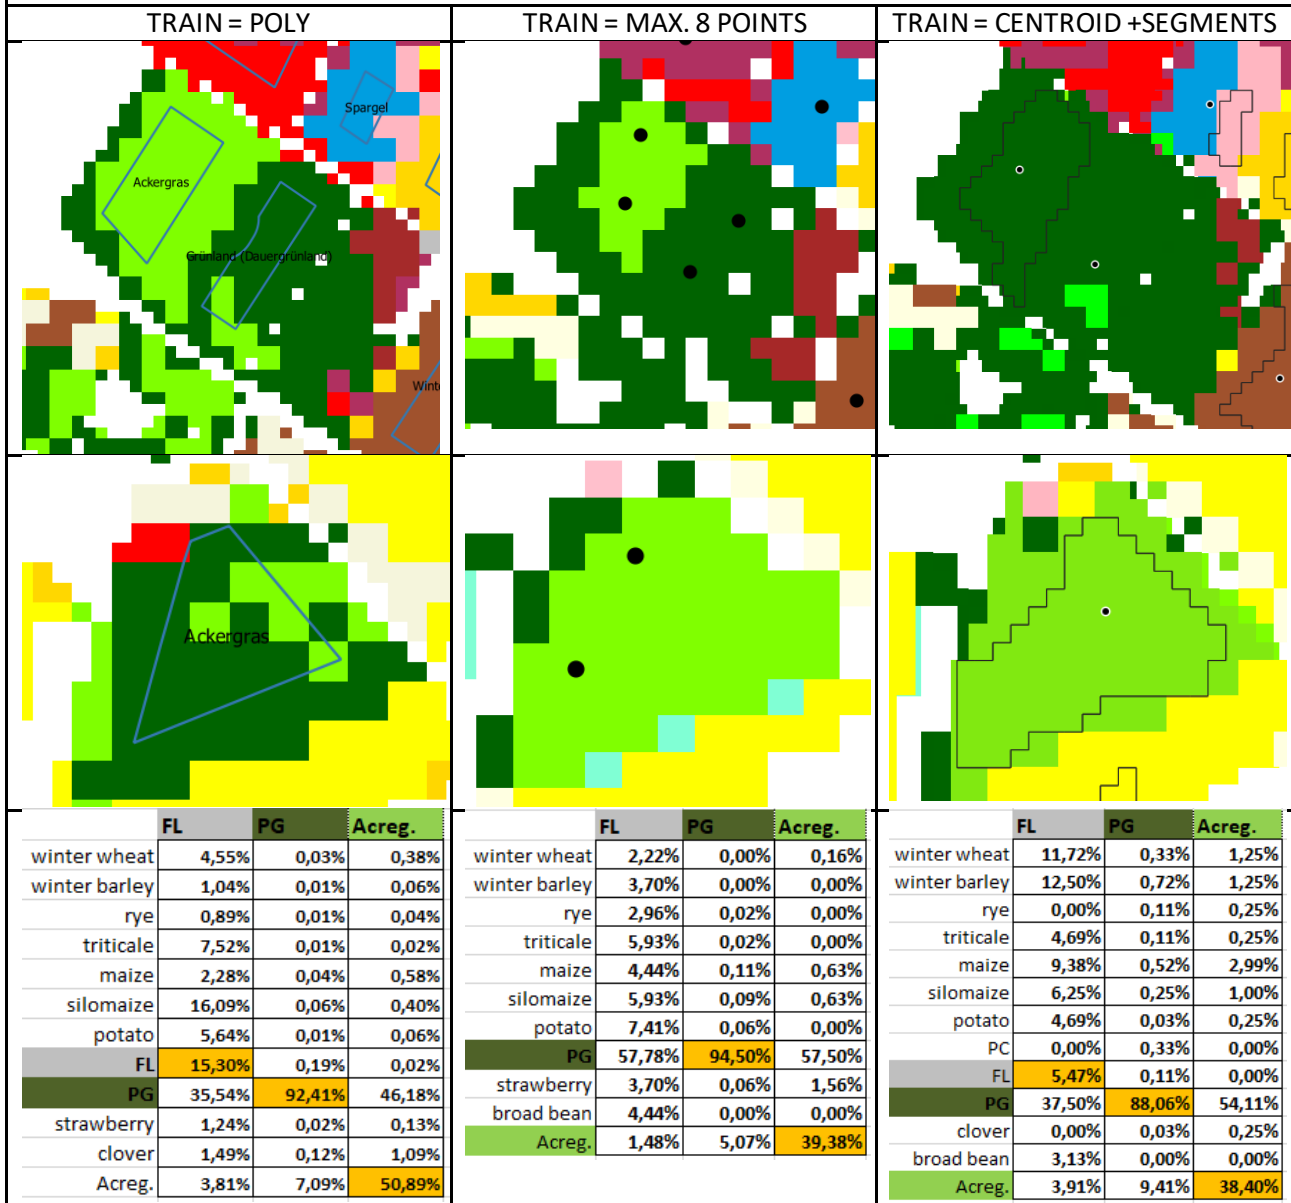 TRAIN = POLY
TRAIN = MAX. 8 POINTS
TRAIN = CENTROID +SEGMENTS
Spargel
Ackergras
Grünland (Dauergrünland)
Winte
Ackergras
FL PG Acreg.
winter wheat 4,55% 0,03% 0,38%
winter barley 1,04% 0,01% 0,06%
rye 0,89% 0,01% 0,04%
triticale 7,52% 0,01% 0,02%
maize 2,28% 0,04% 0,58%
silomaize 16,09% 0,06% 0,40%
potato 5,64% 0,01% 0,06%
FL 15,30% 0,19% 0,02%
PG 35,54% 92,41% 46,18%
strawberry 1,24% 0,02% 0,13%
clover 1,49% 0,12% 1,09%
Acreg. 3,81% 7,09% 50,89%
FL PG Acreg.
winter wheat 2,22% 0,00% 0,16%
winter barley 3,70% 0,00% 0,00%
rye 2,96% 0,02% 0,00%
triticale 5,93% 0,02% 0,00%
maize 4,44% 0,11% 0,63%
silomaize 5,93% 0,09% 0,63%
potato 7,41% 0,06% 0,00%
PG 57,78% 94,50% 57,50%
strawberry 3,70% 0,06% 1,56%
broad bean 4,44% 0,00% 0,00%
Acreg. 1,48% 5,07% 39,38%
FL PG Acreg.
winter wheat 11,72% 0,33% 1,25%
winter barley 12,50% 0,72% 1,25%
rye 0,00% 0,11% 0,25%
triticale 4,69% 0,11% 0,25%
maize 9,38% 0,52% 2,99%
silomaize 6,25% 0,25% 1,00%
potato 4,69% 0,03% 0,25%
PC 0,00% 0,33% 0,00%
FL 5,47% 0,11% 0,00%
PG 37,50% 88,06% 54,11%
clover 0,00% 0,03% 0,25%
broad bean 3,13% 0,00% 0,00%
Acreg. 3,91% 9,41% 38,40%